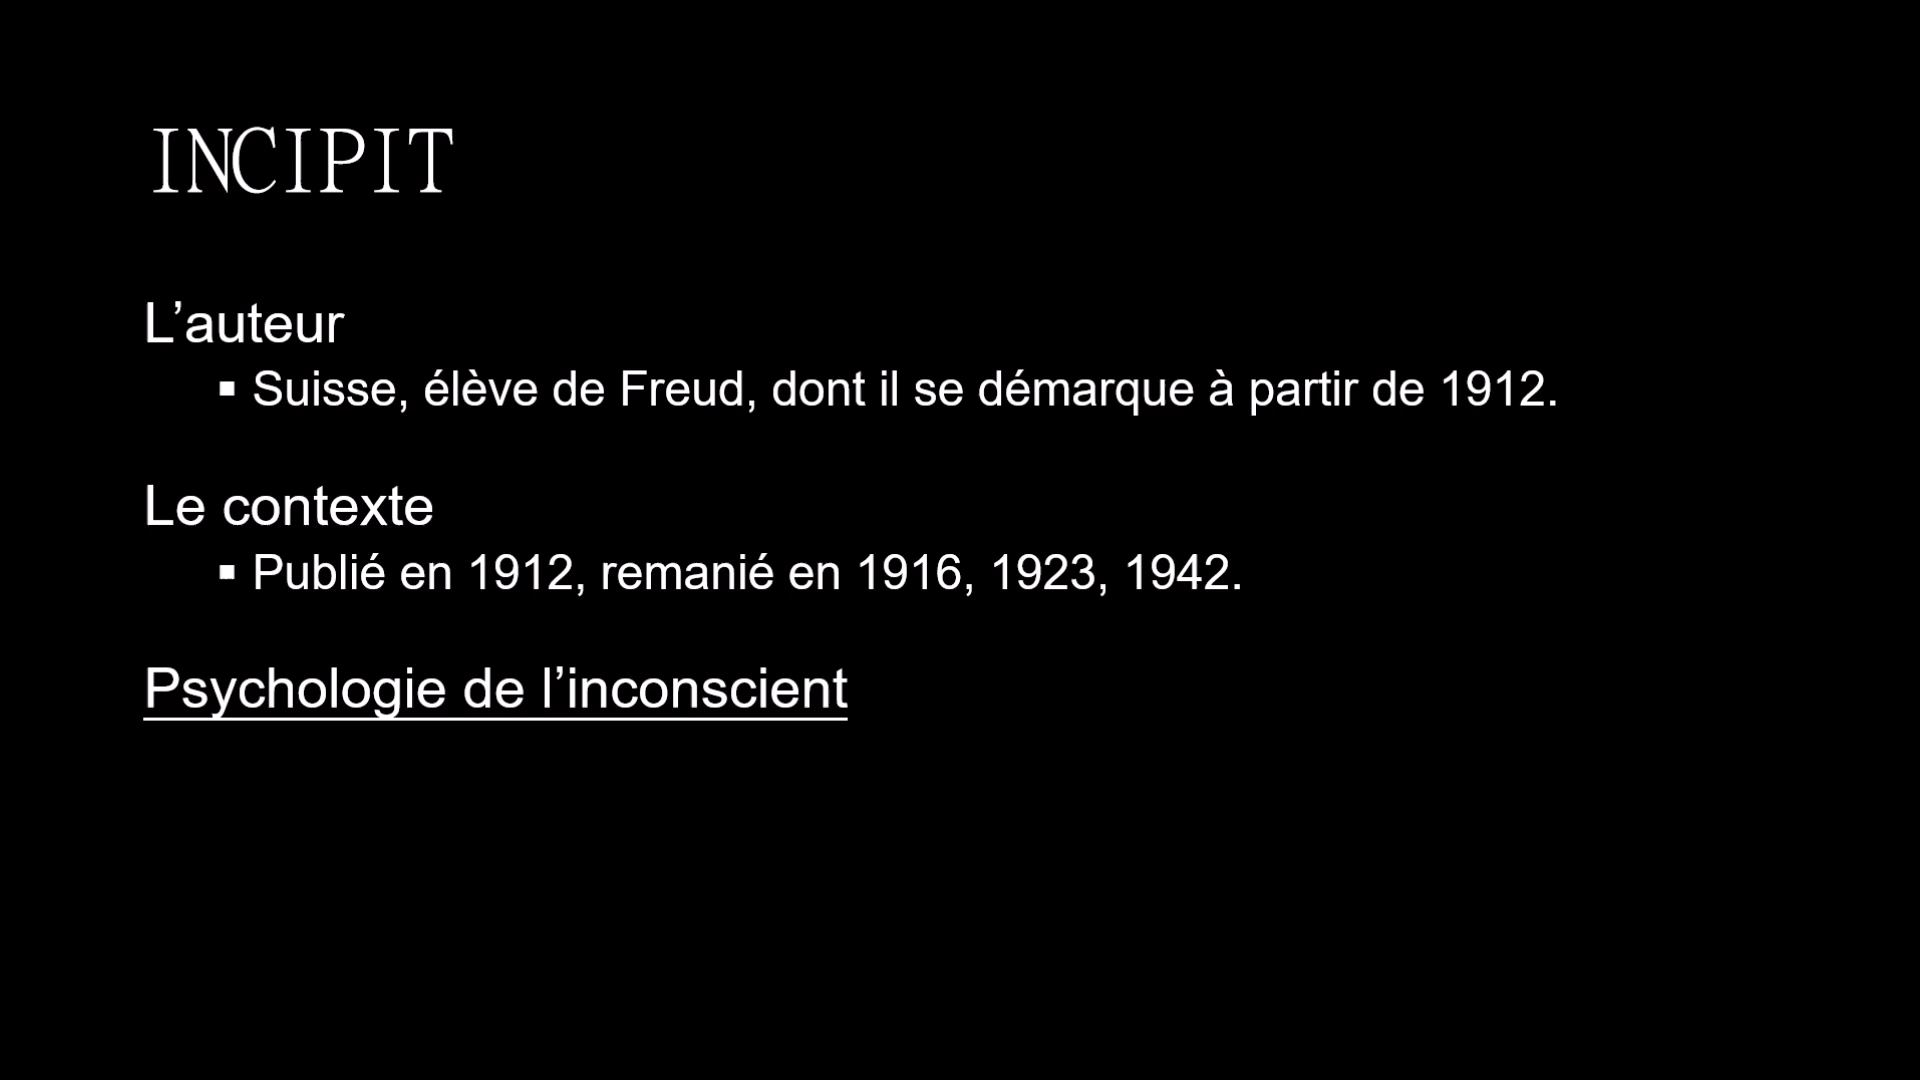 INCIPIT
L’auteur
▪ Suisse, élève de Freud, dont il se démarque à partir de 1912.
Le contexte
▪ Publié en 1912, remanié en 1916, 1923, 1942.
Psychologie de l’inconscient